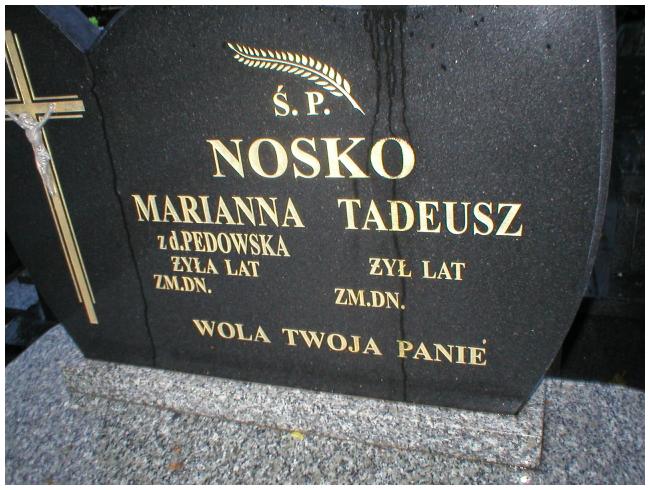 Ś. P.
NOSKO
MARIANNA TADEUSZ
z d. PEDOWSKA
ŻYŁA LAT ŻYŁ LAT
ZM.DN. ZM.DN.
WOLA TWOJA PANIE